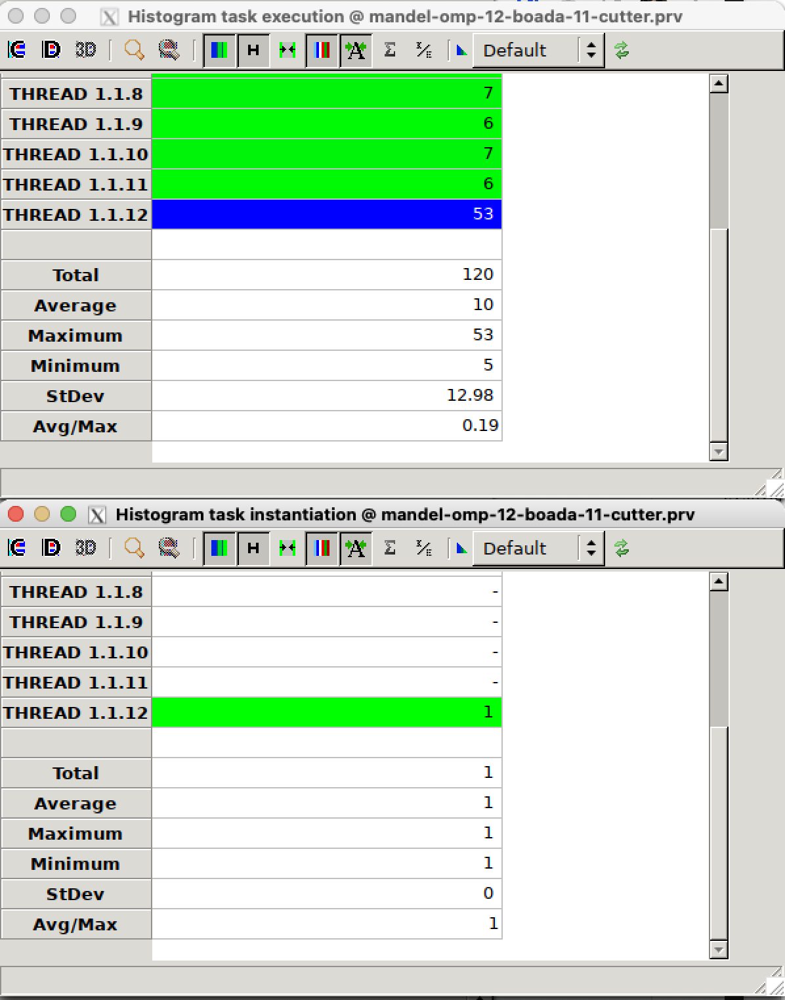 Histogram task execution @ mandel-omp-12-boada-11-cutter.prv
3D Σ Default
THREAD 1.1.8 7
THREAD 1.1.9 6
THREAD 1.1.10 7
THREAD 1.1.11 6
THREAD 1.1.12 53
Total 120
Average 10
Maximum 53
Minimum 5
StDev 12.98
Avg/Max 0.19
Histogram task instantiation @ mandel-omp-12-boada-11-cutter.prv
3D Σ Default
THREAD 1.1.8 -
THREAD 1.1.9 -
THREAD 1.1.10 -
THREAD 1.1.11 -
THREAD 1.1.12 1
Total 1
Average 1
Maximum 1
Minimum 1
StDev 0
Avg/Max 1